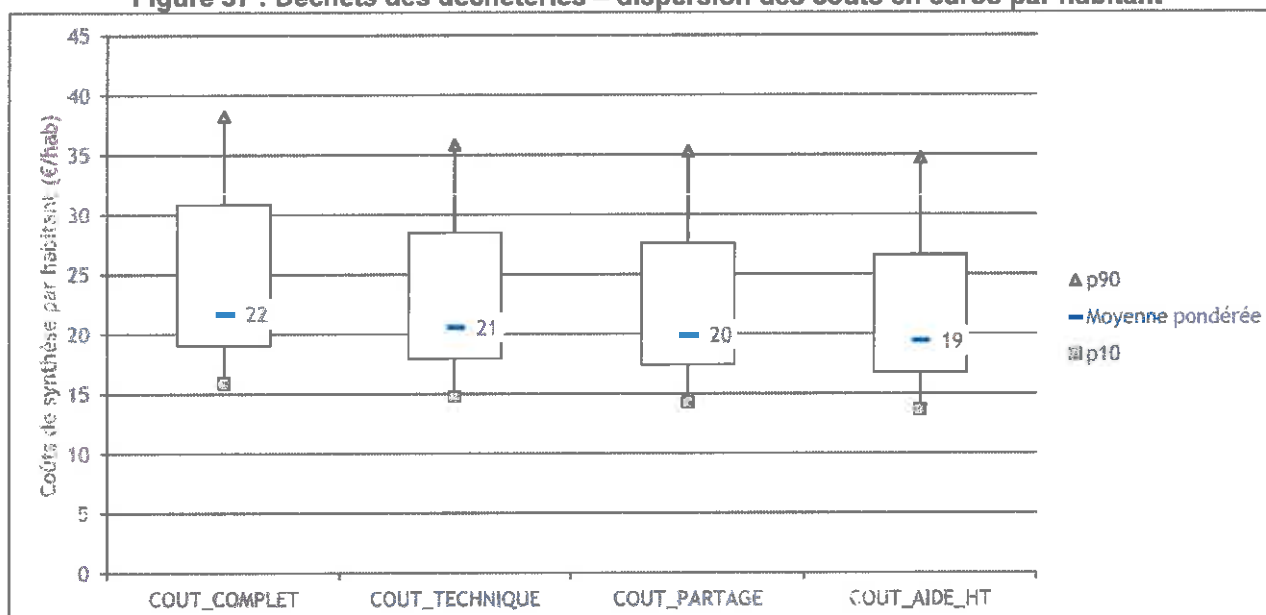 Figure 37 : Déchets des déchèteries – dispersion des coûts en euros par habitant
Coûts de synthèse par habitant (€/hab)
45
40
35
30
25
20
15
10
5
0
22
21
20
19
COUT_COMPLET
COUT_TECHNIQUE
COUT_PARTAGE
COUT_AIDE_HT
p90
Moyenne pondérée
p10